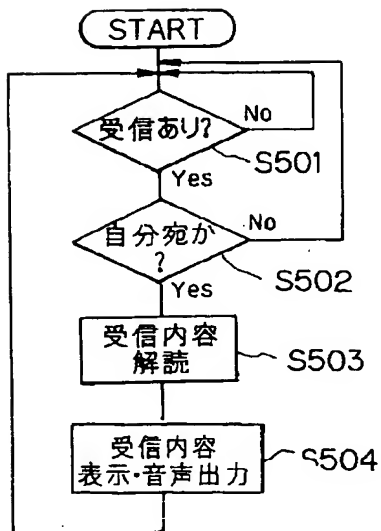 START
受信あり?
No
S501
Yes
自分宛か
?
No
S502
Yes
受信内容
解読
S503
受信内容
表示・音声出力
S504